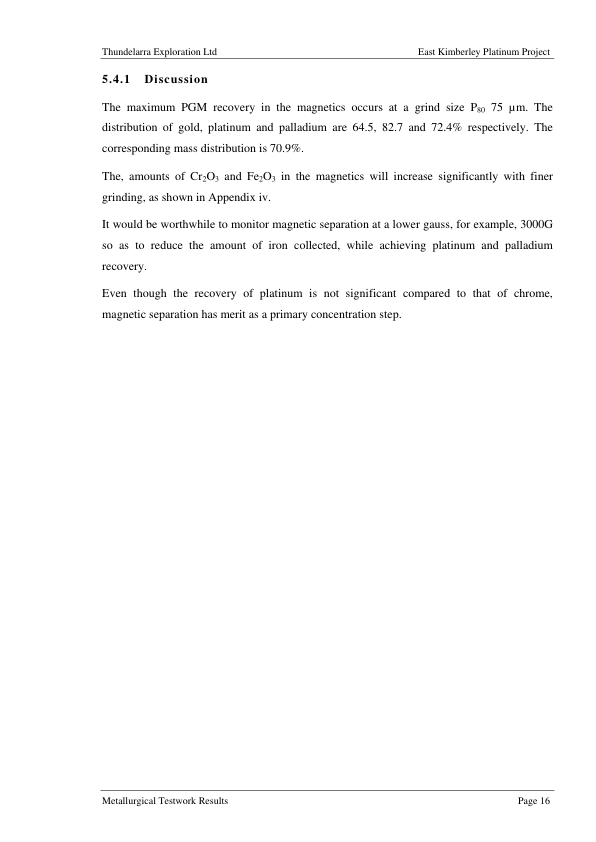 Thundelarra Exploration Ltd East Kimberley Platinum Project
5.4.1 Discussion
The maximum PGM recovery in the magnetics occurs at a grind size P80 75 µm. The
distribution of gold, platinum and palladium are 64.5, 82.7 and 72.4% respectively. The
corresponding mass distribution is 70.9%.
The, amounts of Cr2O3 and Fe2O3 in the magnetics will increase significantly with finer
grinding, as shown in Appendix iv.
It would be worthwhile to monitor magnetic separation at a lower gauss, for example, 3000G
so as to reduce the amount of iron collected, while achieving platinum and palladium
recovery.
Even though the recovery of platinum is not significant compared to that of chrome,
magnetic separation has merit as a primary concentration step.
Metallurgical Testwork Results Page 16